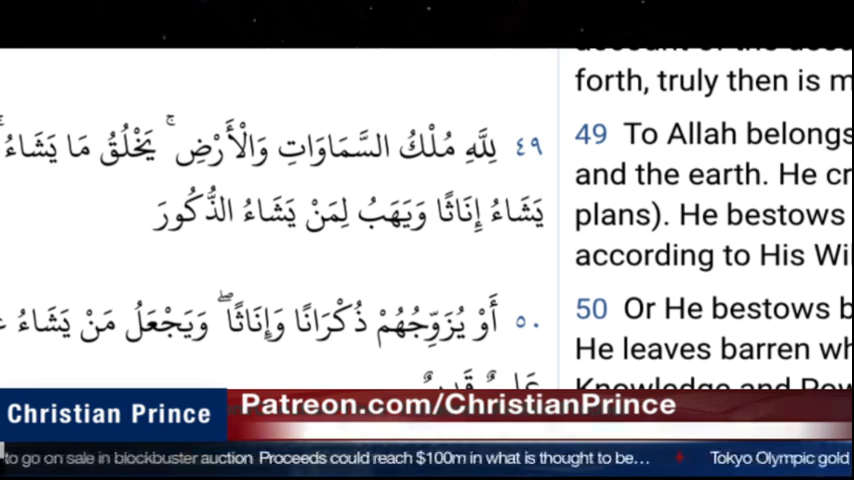 forth, truly then is m
٤٩ لِلَّهِ مُلْكُ السَّمَاوَاتِ وَالْأَرْضِ ۚ يَخْلُقُ مَا يَشَاءُ
يَشَاءُ إِنَاثًا وَيَهَبُ لِمَنْ يَشَاءُ الذُّكُورَ
٥٠ أَوْ يُزَوِّجُهُمْ ذُكْرَانًا وَإِنَاثًا ۖ وَيَجْعَلُ مَنْ يَشَاءُ
49 To Allah belongs
and the earth. He cr
plans). He bestows
according to His Wi
50 Or He bestows b
He leaves barren wh
Knowledge and Pow
Christian Prince
Patreon.com/ChristianPrince
to go on sale in blockbuster auction Proceeds could reach $100m in what is thought to be... Tokyo Olympic gold